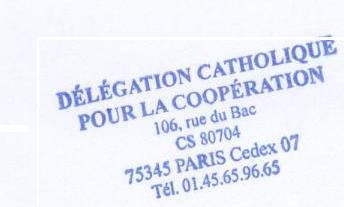 DÉLÉGATION CATHOLIQUE
POUR LA COOPÉRATION
106, rue du Bac
CS 80704
75345 PARIS Cedex 07
Tél. 01.45.65.96.65